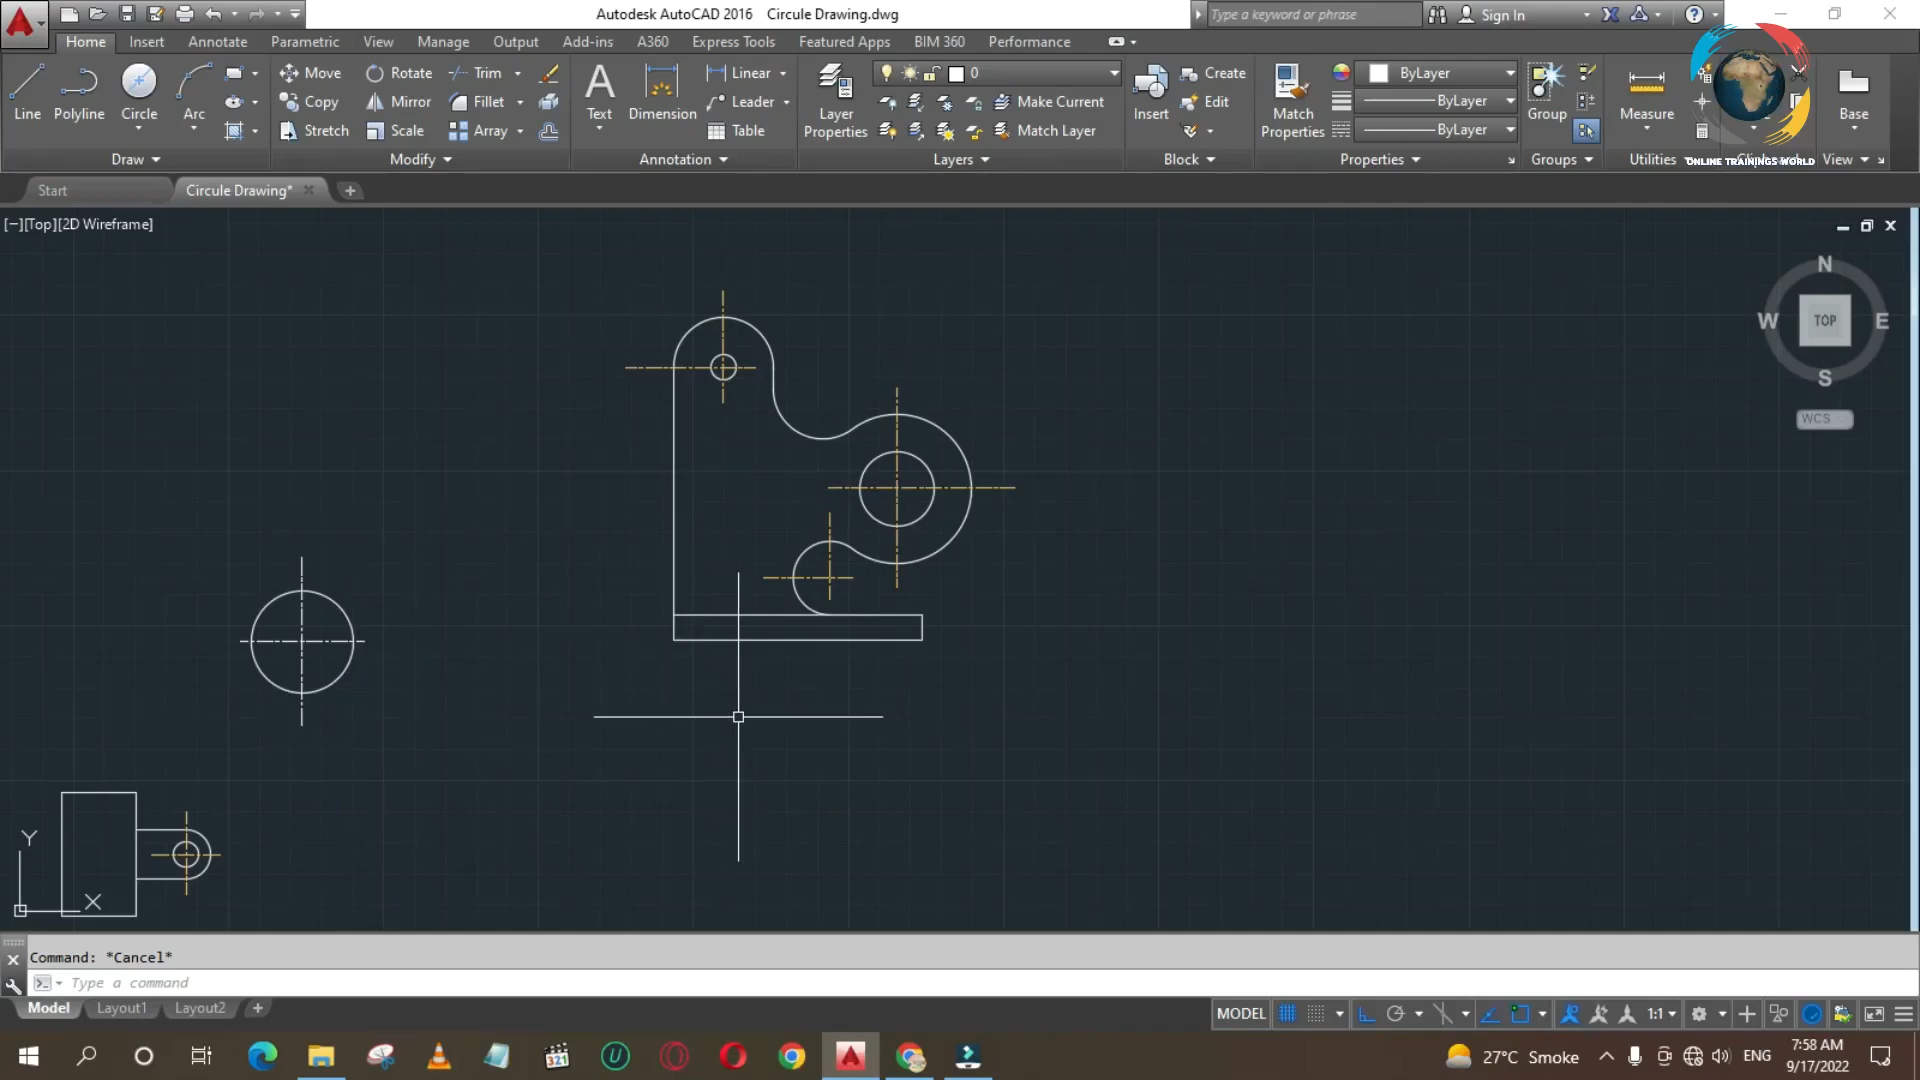 Autodesk AutoCAD 2016 Circule Drawing.dwg
Type a keyword or phrase
Sign In
Home Insert Annotate Parametric View Manage Output Add-ins A360 Express Tools Featured Apps BIM 360 Performance
Line Polyline Circle Arc
Move Rotate Trim
Copy Mirror Fillet
Stretch Scale Array
Text Dimension
Linear
Leader
Table
Layer Properties
0
Make Current
Match Layer
Insert
Create
Edit
Match Properties
ByLayer
ByLayer
ByLayer
Group
Measure
Base
Draw Modify Annotation Layers Block Properties Groups Utilities View
ONLINE TRAININGS WORLD
Start Circule Drawing*
[−][Top][2D Wireframe]
N
W TOP E
S
WCS
Y
X
Command: *Cancel*
Type a command
Model Layout1 Layout2
MODEL 1:1
321
27°C Smoke ENG 7:58 AM
9/17/2022